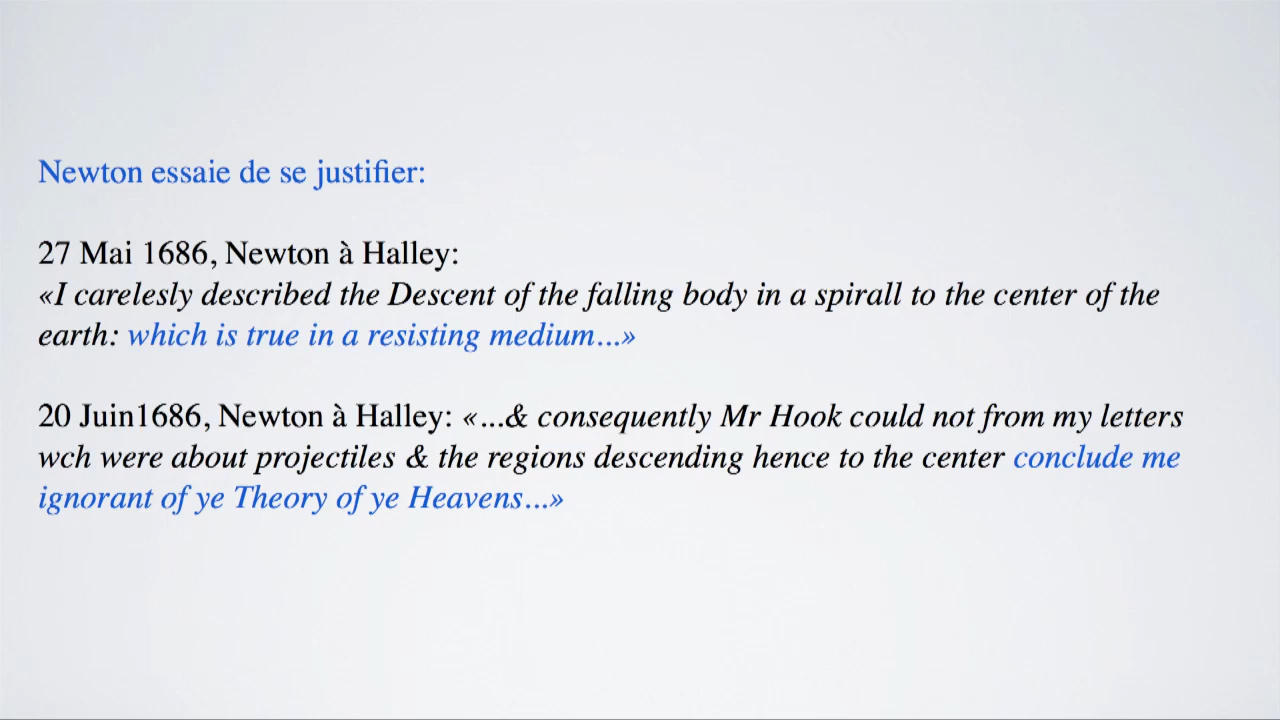 Newton essaie de se justifier:
27 Mai 1686, Newton à Halley:
«I carelesly described the Descent of the falling body in a spirall to the center of the
earth: which is true in a resisting medium...»
20 Juin1686, Newton à Halley: «...& consequently Mr Hook could not from my letters
wch were about projectiles & the regions descending hence to the center conclude me
ignorant of ye Theory of ye Heavens...»